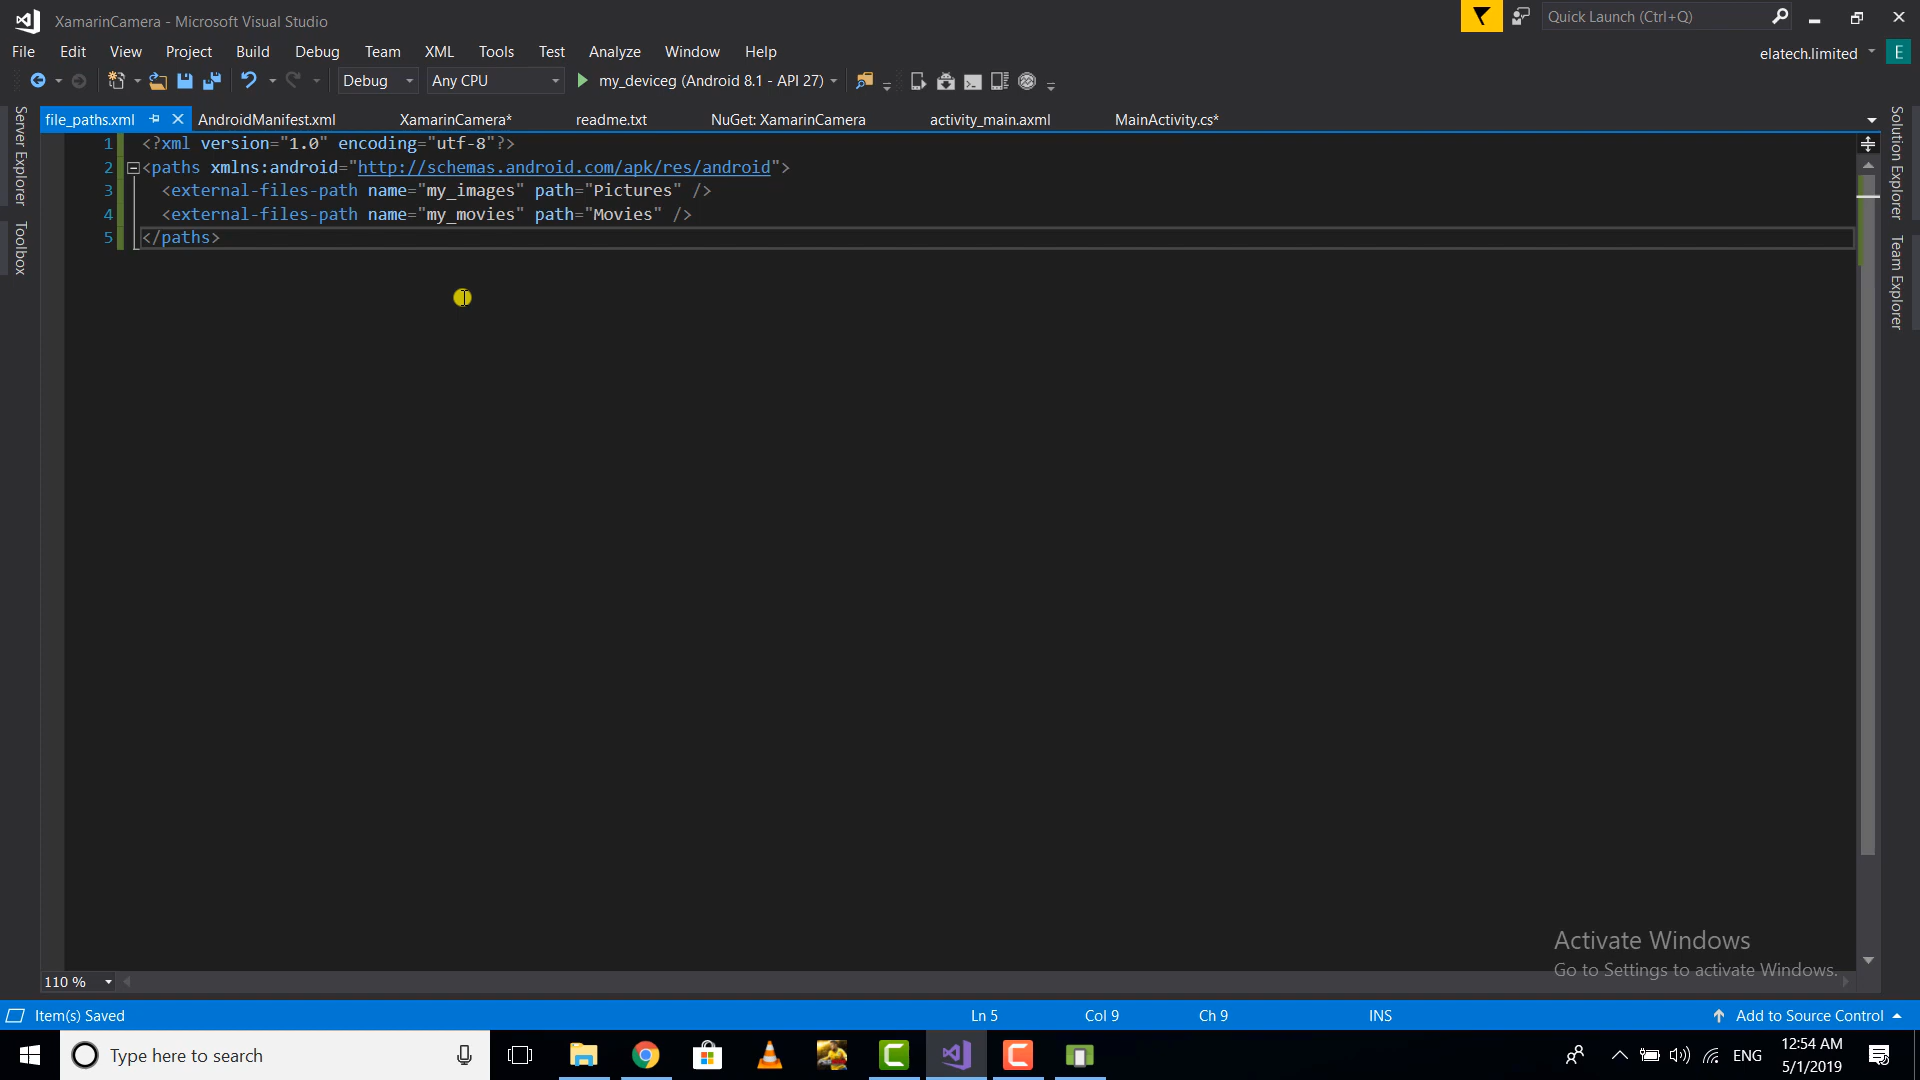 XamarinCamera - Microsoft Visual Studio
Quick Launch (Ctrl+Q)
File Edit View Project Build Debug Team XML Tools Test Analyze Window Help
elatech.limited E
Debug Any CPU my_deviceg (Android 8.1 - API 27)
file_paths.xml AndroidManifest.xml XamarinCamera* readme.txt NuGet: XamarinCamera activity_main.axml MainActivity.cs*
Server Explorer
Toolbox
Solution Explorer
Team Explorer
1 <?xml version="1.0" encoding="utf-8"?>
2 <paths xmlns:android="http://schemas.android.com/apk/res/android">
3 <external-files-path name="my_images" path="Pictures" />
4 <external-files-path name="my_movies" path="Movies" />
5 </paths>
Activate Windows
Go to Settings to activate Windows.
110 %
Item(s) Saved Ln 5 Col 9 Ch 9 INS Add to Source Control
Type here to search
ENG
12:54 AM
5/1/2019